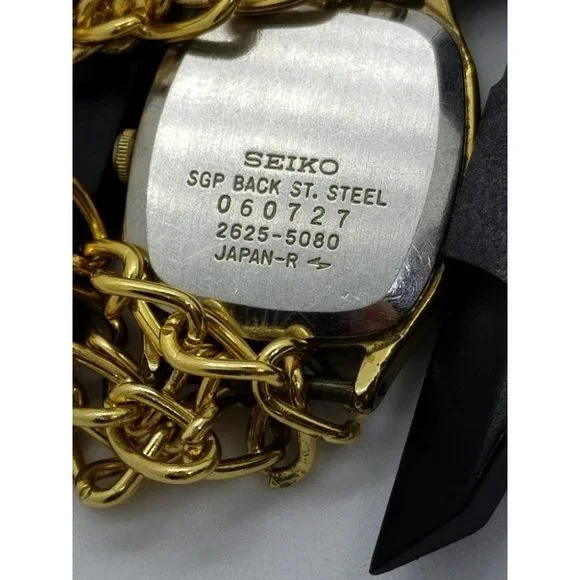 SEIKO
SGP BACK ST. STEEL
060727
2625-5080
JAPAN-R